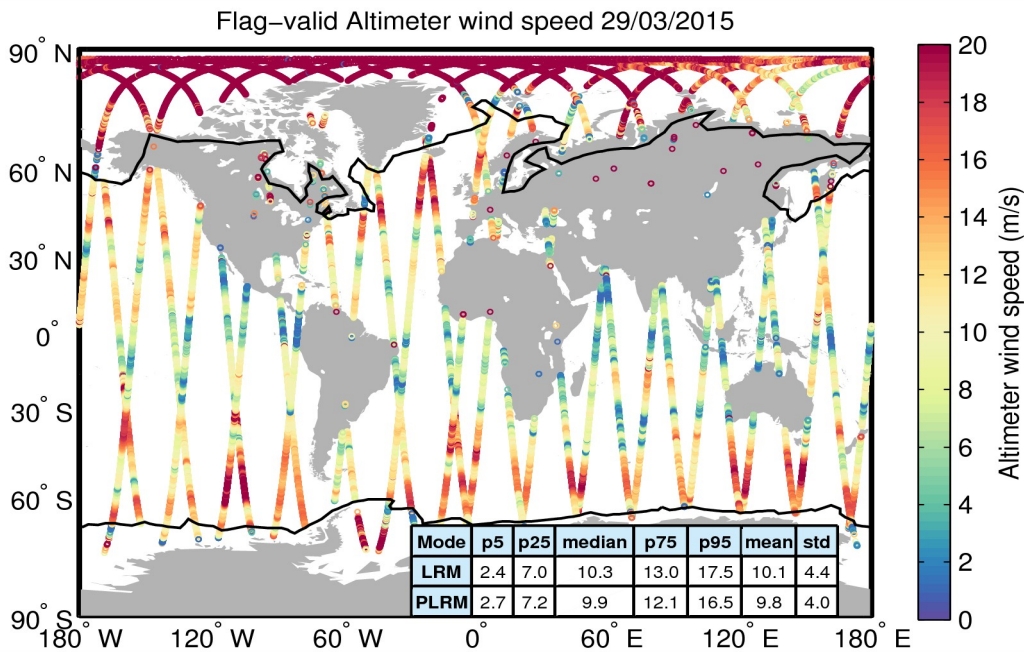 Flag−valid Altimeter wind speed 29/03/2015
90° N
60° N
30° N
0°
30° S
60° S
90° S
180° W
120° W
60° W
0°
60° E
120° E
180° E
Mode p5 p25 median p75 p95 mean std
LRM 2.4 7.0 10.3 13.0 17.5 10.1 4.4
PLRM 2.7 7.2 9.9 12.1 16.5 9.8 4.0
20
18
16
14
12
10
8
6
4
2
0
Altimeter wind speed (m/s)